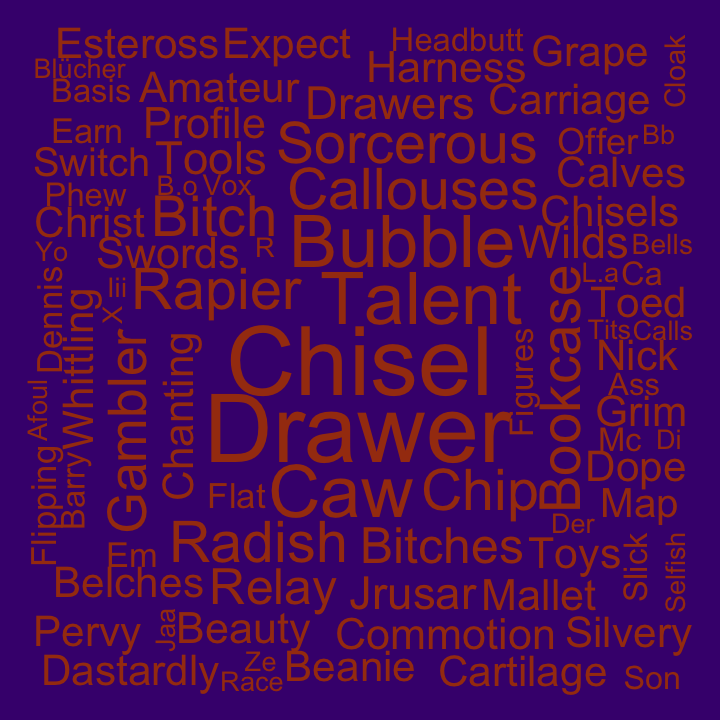 Esteross Expect Headbutt Grape Cloak
Blücher Harness
Basis Amateur Drawers Carriage
Earn Profile Sorcerous Offer Bb
Switch Tools Calves
Phew B.o Vox Callouses
Christ Bitch Bubble Chisels
Yo Swords R Wilds Bells
Dennis Iii Rapier Talent Bookcase L.a Ca
X Toed
Whittling Gambler Chanting Chisel Figures Tits Calls
Nick
Afoul Ass
Drawer Grim
Barry Mc Di
Flipping Flat Caw Chip Dope
Map
Em Radish Bitches Der
Toys Slick Selfish
Belches Relay Jrusar Mallet
Pervy Jaa Beauty Commotion Silvery
Dastardly Ze Beanie Cartilage Son
Race